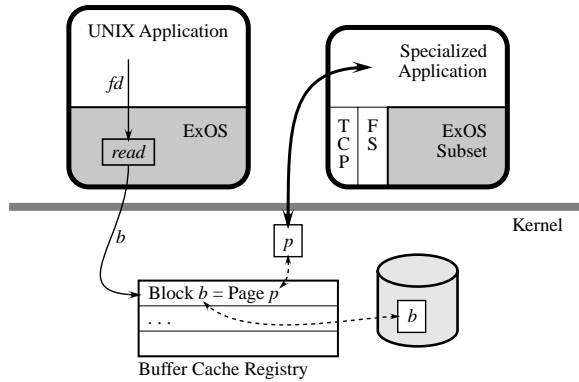 UNIX Application
fd
ExOS
read
Specialized
Application
T
C
P
F
S
ExOS
Subset
Kernel
b
p
Block b = Page p
. . .
b
Buffer Cache Registry